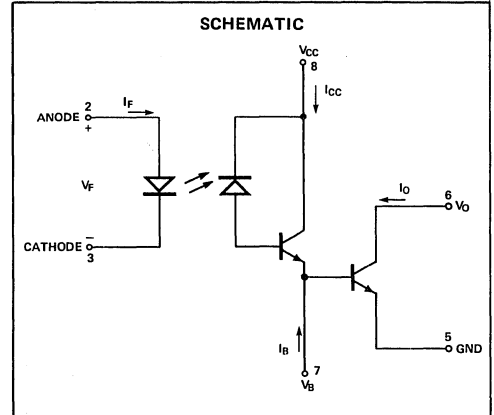 SCHEMATIC
VCC
8
ICC
2
IF
ANODE
+
VF
IO
6
VO
CATHODE
–
3
5
GND
IB
7
VB